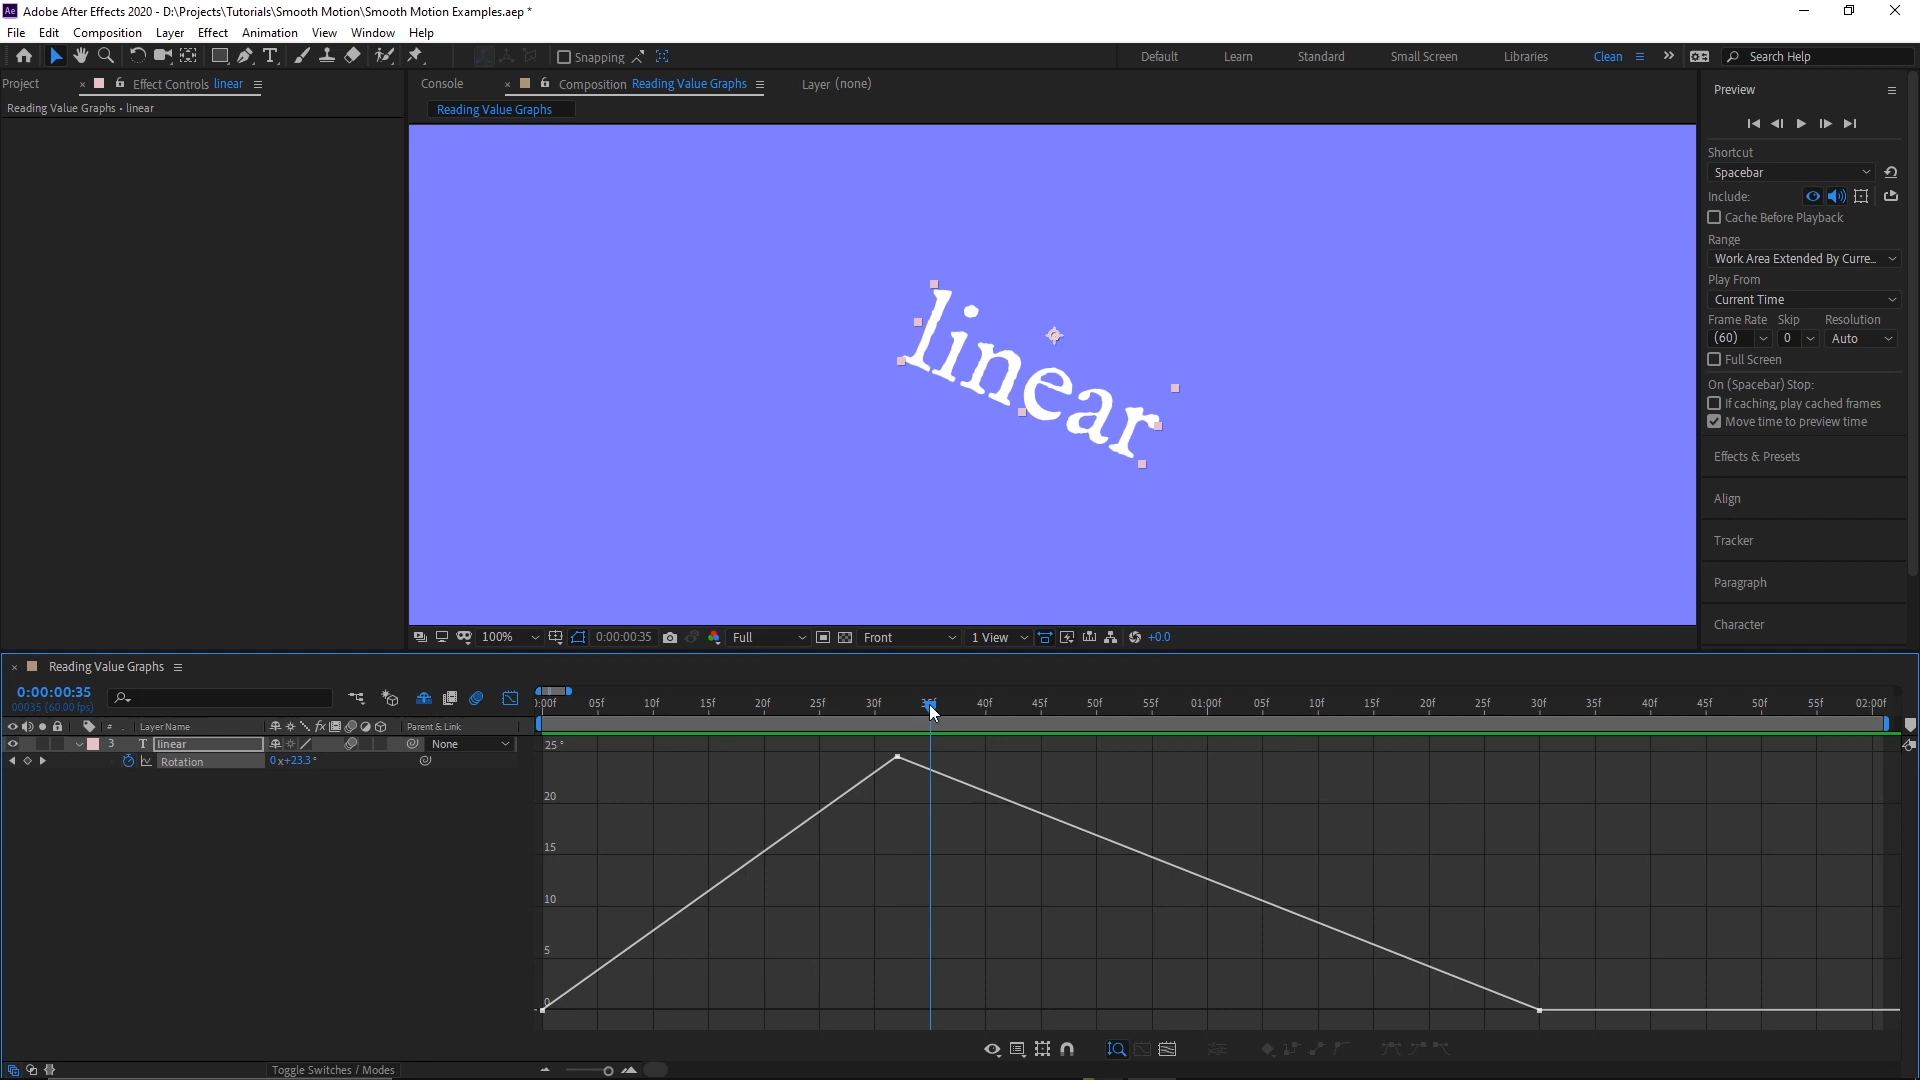 Adobe After Effects 2020 - D:\Projects\Tutorials\Smooth Motion\Smooth Motion Examples.aep *
File Edit Composition Layer Effect Animation View Window Help
Snapping
Default Learn Standard Small Screen Libraries Clean Search Help
Project Effect Controls linear
Reading Value Graphs • linear
Console Composition Reading Value Graphs Layer (none)
Reading Value Graphs
linear
100% 0:00:00:35 Full Front 1 View +0.0
Preview
Shortcut
Spacebar
Include:
Cache Before Playback
Range
Work Area Extended By Curre...
Play From
Current Time
Frame Rate Skip Resolution
(60) 0 Auto
Full Screen
On (Spacebar) Stop:
If caching, play cached frames
Move time to preview time
Effects & Presets
Align
Tracker
Paragraph
Character
Reading Value Graphs
0:00:00:35
00035 (60.00 fps)
05f 10f 15f 20f 25f 30f 40f 45f 50f 55f 01:00f 05f 10f 15f 20f 25f 30f 35f 40f 45f 50f 55f 02:00f
# Layer Name fx Parent & Link
3 T linear None
Rotation 0x+23.3°
25°
20
15
10
5
0
Toggle Switches / Modes